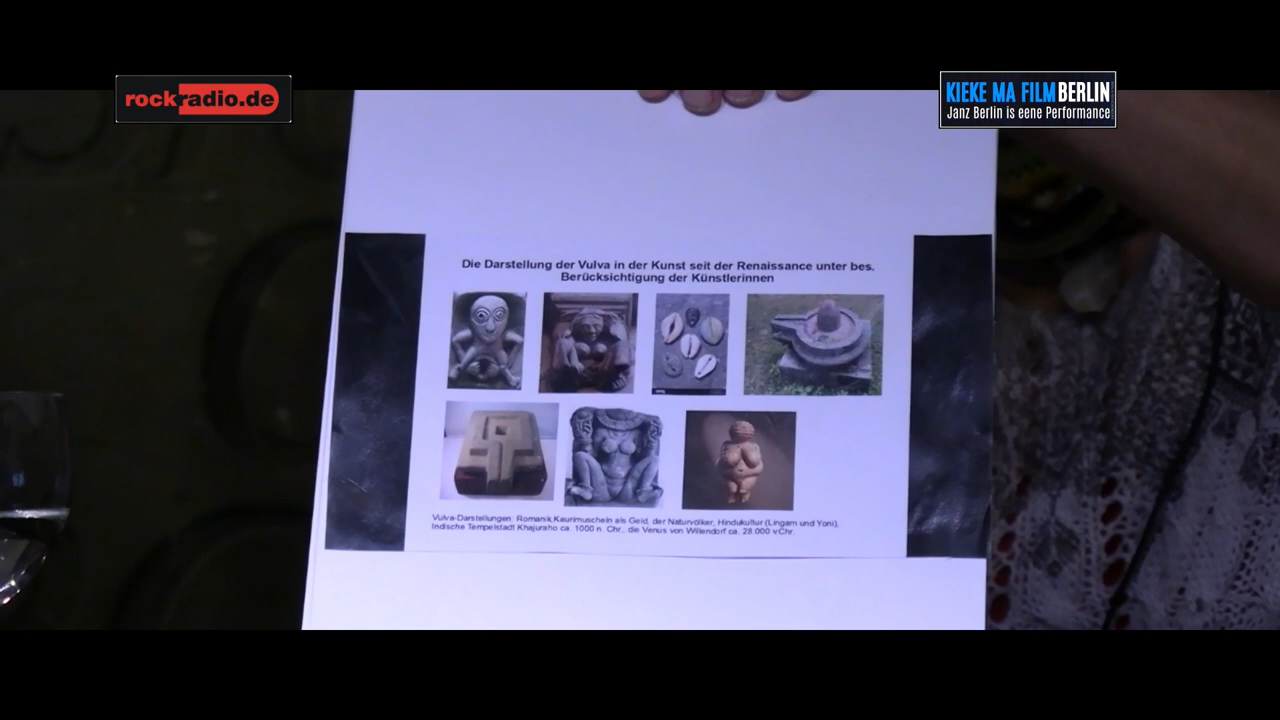 rockradio.de
KIEKE MA FILMBERLIN
Janz Berlin is eene Performance
Die Darstellung der Vulva in der Kunst seit der Renaissance unter bes.
Berücksichtigung der Künstlerinnen
Vulva-Darstellungen: Romanik,Kaurimuscheln als Geld, der Naturvölker, Hindukultur (Lingam und Yoni),
Indische Tempelstadt Khajuraho ca. 1000 n. Chr., die Venus von Willendorf ca. 28.000 v.Chr.